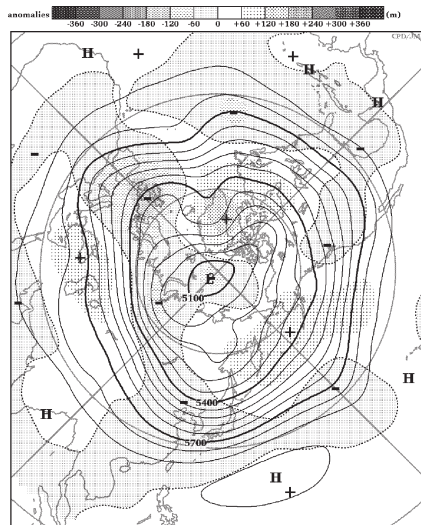 anomalies (m)
-360 -300 -240 -180 -120 -60 0 +60 +120 +180 +240 +300 +360
H + + H
H
- -
-
- +
+ -
E
- - 5100
+
H
- 5400 -
H
5700
H
+